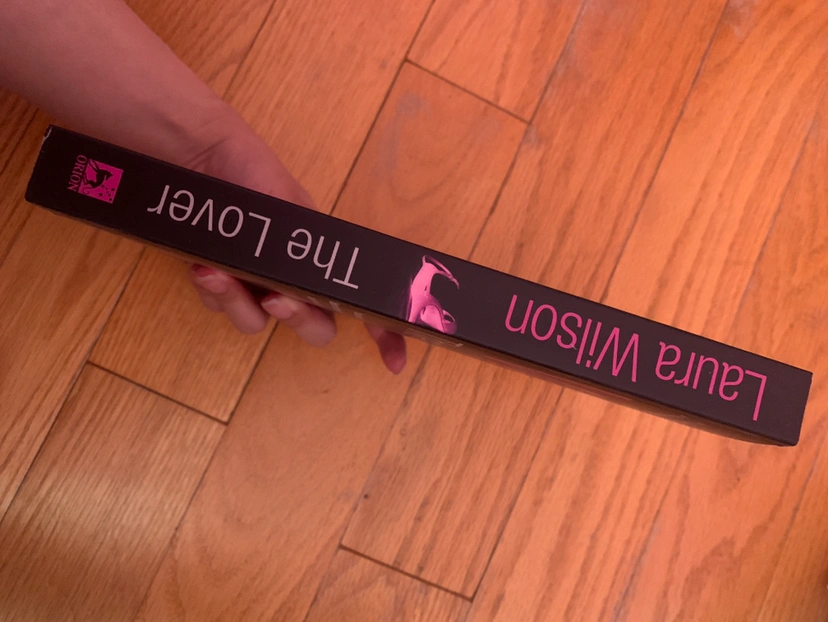 Laura Wilson
The Lover
ORION